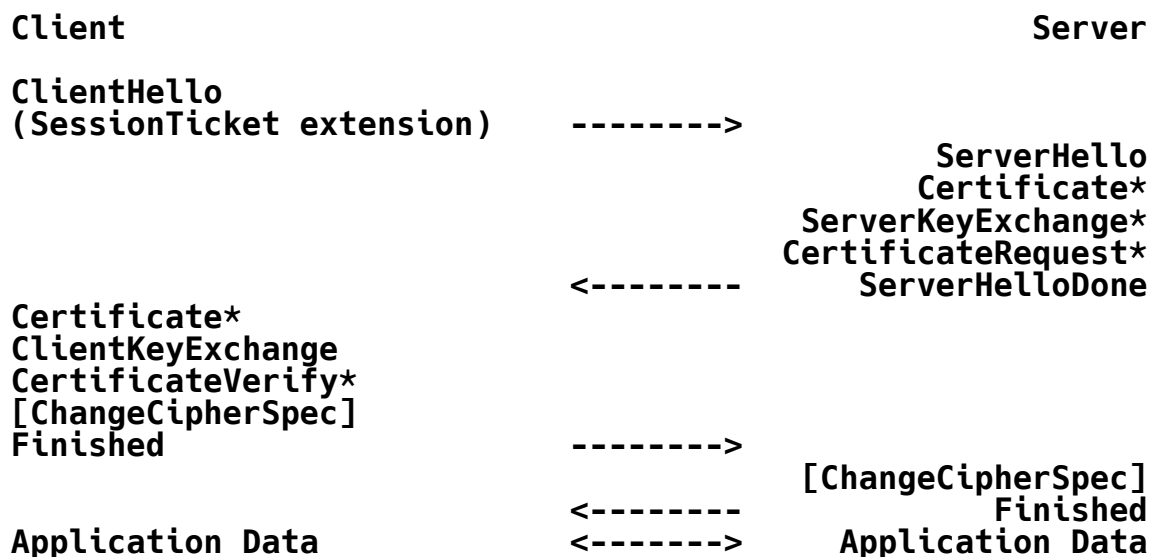 Client Server
ClientHello
(SessionTicket extension) -------->
ServerHello
Certificate*
ServerKeyExchange*
CertificateRequest*
<-------- ServerHelloDone
Certificate*
ClientKeyExchange
CertificateVerify*
[ChangeCipherSpec]
Finished -------->
[ChangeCipherSpec]
<-------- Finished
Application Data <-------> Application Data